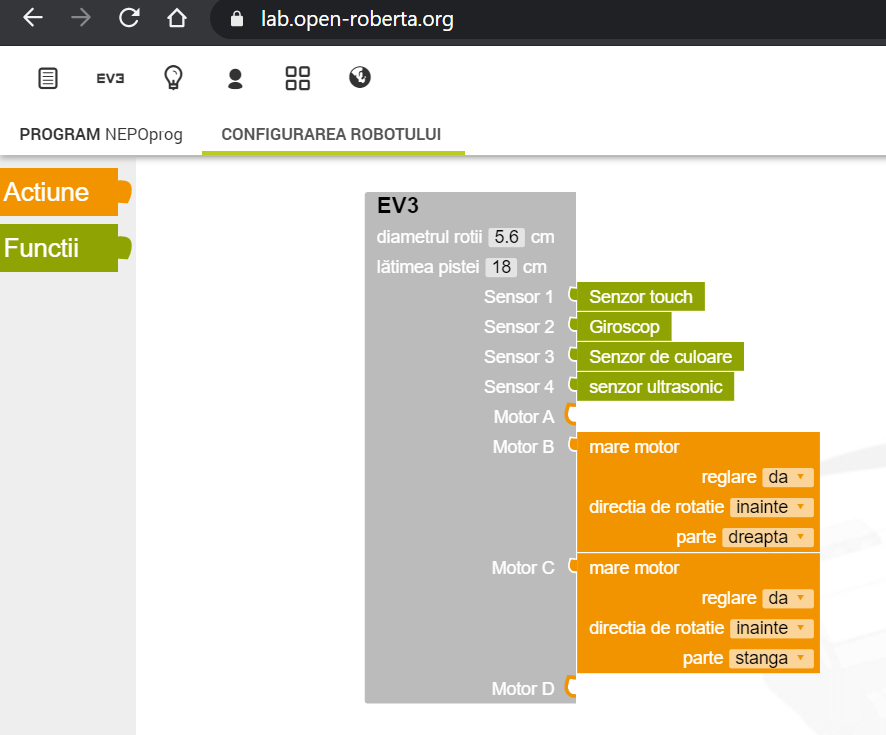 lab.open-roberta.org
EV3
PROGRAM NEPOprog CONFIGURAREA ROBOTULUI
Actiune
Functii
EV3
diametrul rotii 5.6 cm
lătimea pistei 18 cm
Sensor 1 Senzor touch
Sensor 2 Giroscop
Sensor 3 Senzor de culoare
Sensor 4 senzor ultrasonic
Motor A
Motor B mare motor
reglare da
directia de rotatie inainte
parte dreapta
Motor C mare motor
reglare da
directia de rotatie inainte
parte stanga
Motor D